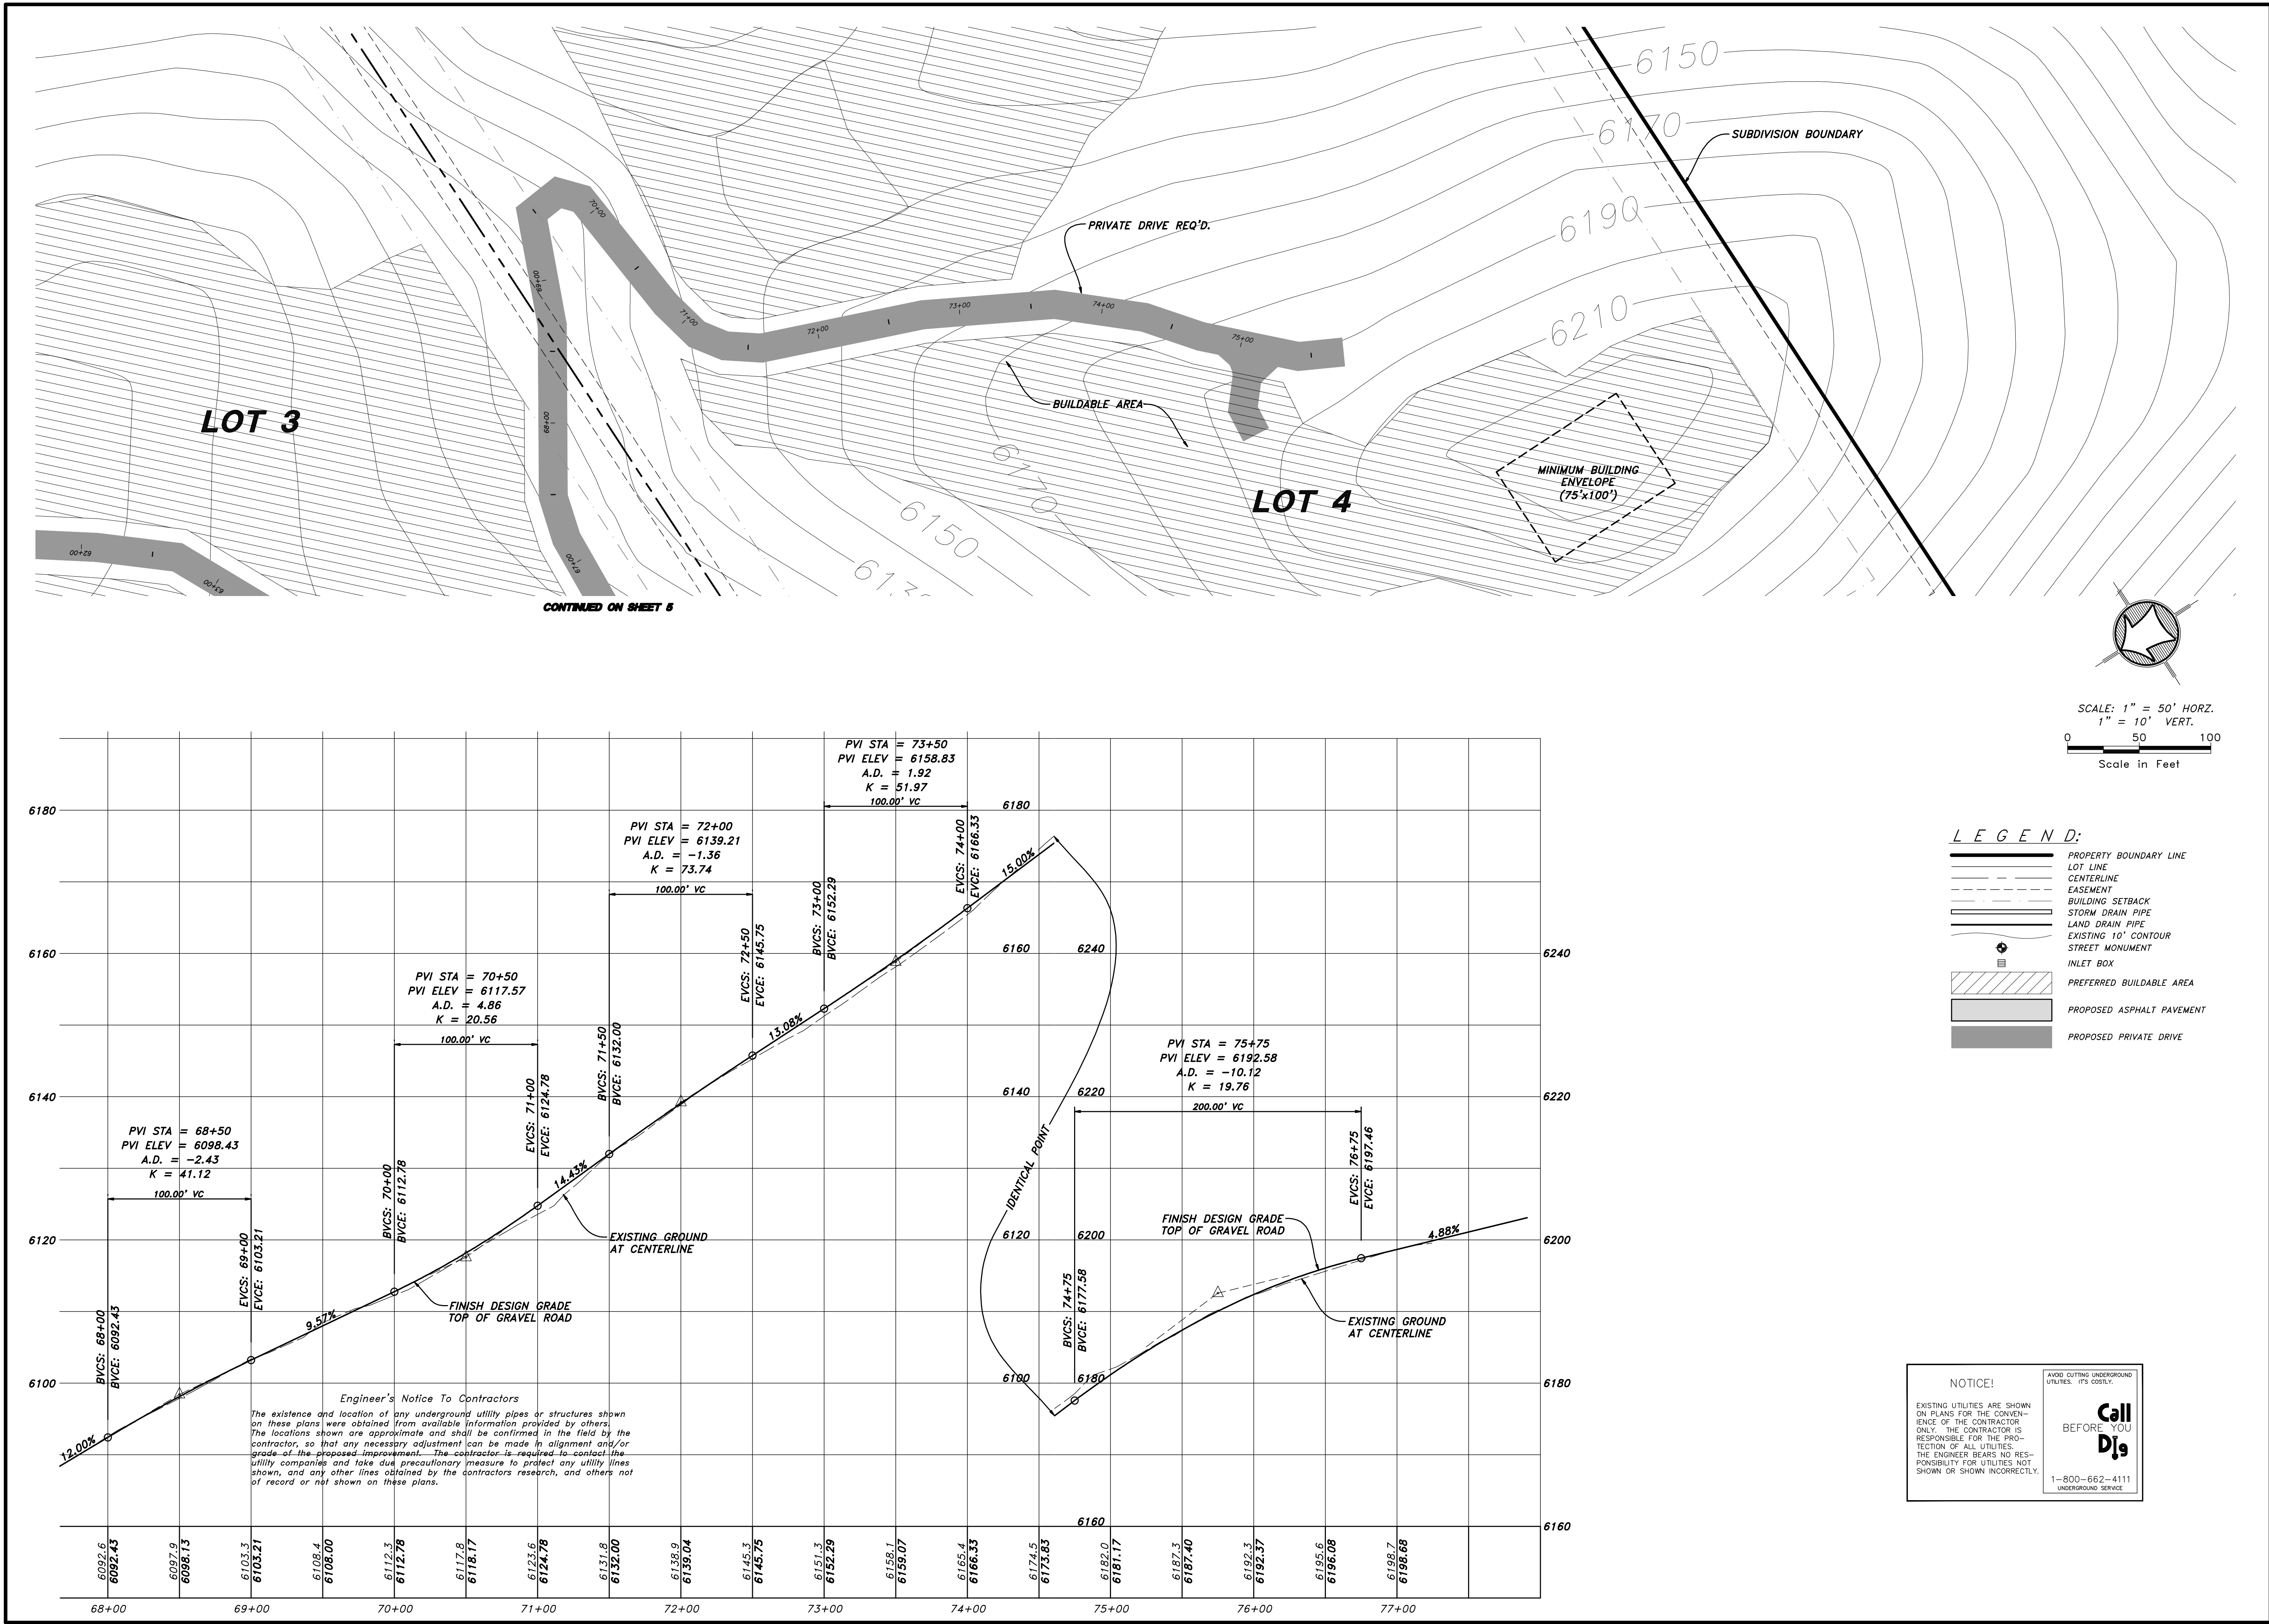 6150
6170
SUBDIVISION BOUNDARY
6190
6210
PRIVATE DRIVE REQ'D.
70+00
69+00
71+00
72+00
73+00
74+00
75+00
68+00
67+00
62+00
63+00
LOT 3
BUILDABLE AREA
LOT 4
MINIMUM BUILDING
ENVELOPE
(75'x100')
6170
6150
CONTINUED ON SHEET 5
SCALE: 1" = 50' HORZ.
1" = 10' VERT.
0 50 100
Scale in Feet
L E G E N D:
PROPERTY BOUNDARY LINE
LOT LINE
CENTERLINE
EASEMENT
BUILDING SETBACK
STORM DRAIN PIPE
LAND DRAIN PIPE
EXISTING 10' CONTOUR
STREET MONUMENT
INLET BOX
PREFERRED BUILDABLE AREA
PROPOSED ASPHALT PAVEMENT
PROPOSED PRIVATE DRIVE
PVI STA = 68+50
PVI ELEV = 6098.43
A.D. = -2.43
K = 41.12
100.00' VC
BVCS: 68+00
BVCE: 6092.43
EVCS: 69+00
EVCE: 6103.21
PVI STA = 70+50
PVI ELEV = 6117.57
A.D. = 4.86
K = 20.56
100.00' VC
BVCS: 70+00
BVCE: 6112.78
EVCS: 71+00
EVCE: 6124.78
PVI STA = 72+00
PVI ELEV = 6139.21
A.D. = -1.36
K = 73.74
100.00' VC
BVCS: 71+50
BVCE: 6132.00
EVCS: 72+50
EVCE: 6145.75
PVI STA = 73+50
PVI ELEV = 6158.83
A.D. = 1.92
K = 51.97
100.00' VC
BVCS: 73+00
BVCE: 6152.29
EVCS: 74+00
EVCE: 6166.33
PVI STA = 75+75
PVI ELEV = 6192.58
A.D. = -10.12
K = 19.76
200.00' VC
BVCS: 74+75
BVCE: 6177.58
EVCS: 76+75
EVCE: 6197.46
12.00%
9.57%
14.43%
13.08%
15.00%
4.88%
FINISH DESIGN GRADE
TOP OF GRAVEL ROAD
EXISTING GROUND
AT CENTERLINE
IDENTICAL POINT
FINISH DESIGN GRADE
TOP OF GRAVEL ROAD
EXISTING GROUND
AT CENTERLINE
6180
6160
6140
6120
6100
6180
6160 6240
6140 6220
6120 6200
6100 6180
6160
6240
6220
6200
6180
6160
Engineer's Notice To Contractors
The existence and location of any underground utility pipes or structures shown
on these plans were obtained from available information provided by others.
The locations shown are approximate and shall be confirmed in the field by the
contractor, so that any necessary adjustment can be made in alignment and/or
grade of the proposed improvement. The contractor is required to contact the
utility companies and take due precautionary measure to protect any utility lines
shown, and any other lines obtained by the contractors research, and others not
of record or not shown on these plans.
6092.6
6092.43
6097.9
6098.13
6103.3
6103.21
6108.4
6108.00
6112.3
6112.78
6117.8
6118.17
6123.6
6124.78
6131.8
6132.00
6138.9
6139.04
6145.3
6145.75
6151.3
6152.29
6158.1
6159.07
6165.4
6166.33
6174.5
6173.83
6182.0
6181.17
6187.3
6187.40
6192.3
6192.37
6195.6
6196.08
6198.7
6198.68
68+00 69+00 70+00 71+00 72+00 73+00 74+00 75+00 76+00 77+00
NOTICE!
EXISTING UTILITIES ARE SHOWN
ON PLANS FOR THE CONVEN-
IENCE OF THE CONTRACTOR
ONLY. THE CONTRACTOR IS
RESPONSIBLE FOR THE PRO-
TECTION OF ALL UTILITIES.
THE ENGINEER BEARS NO RES-
PONSIBILITY FOR UTILITIES NOT
SHOWN OR SHOWN INCORRECTLY.
AVOID CUTTING UNDERGROUND
UTILITIES. IT'S COSTLY.
Call
BEFORE YOU
Dig
1-800-662-4111
UNDERGROUND SERVICE